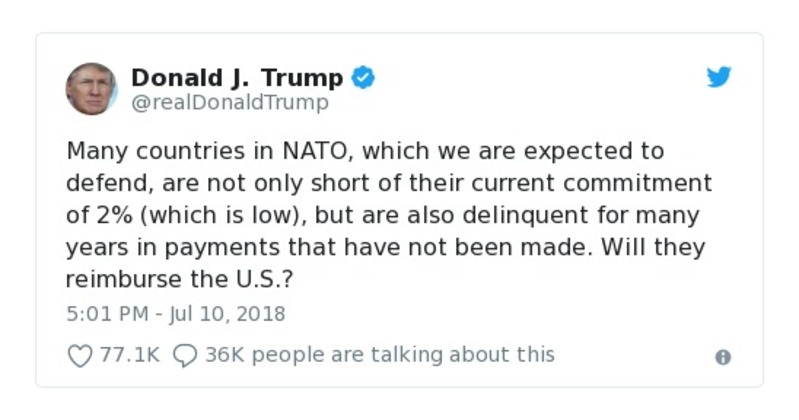 Donald J. Trump
@realDonaldTrump
Many countries in NATO, which we are expected to
defend, are not only short of their current commitment
of 2% (which is low), but are also delinquent for many
years in payments that have not been made. Will they
reimburse the U.S.?
5:01 PM - Jul 10, 2018
77.1K 36K people are talking about this